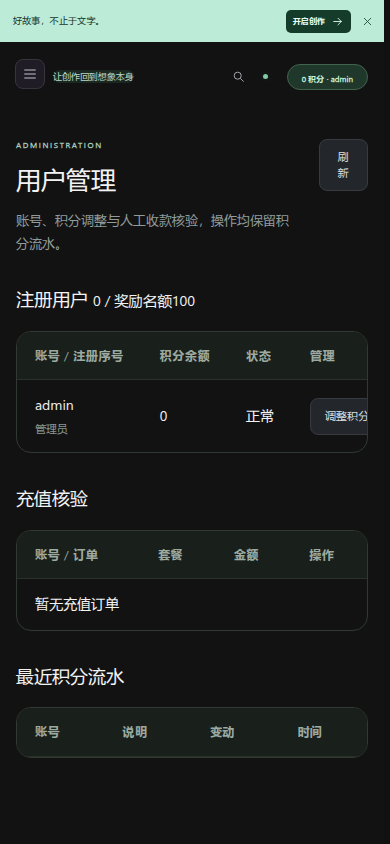 好故事，不止于文字。
开启创作 →
让创作回到想象本身
0 积分 · admin
ADMINISTRATION
用户管理
刷新
账号、积分调整与人工收款核验，操作均保留积
分流水。
注册用户 0 / 奖励名额100
账号 / 注册序号 积分余额 状态 管理
admin
管理员
0 正常 调整积分
充值核验
账号 / 订单 套餐 金额 操作
暂无充值订单
最近积分流水
账号 说明 变动 时间